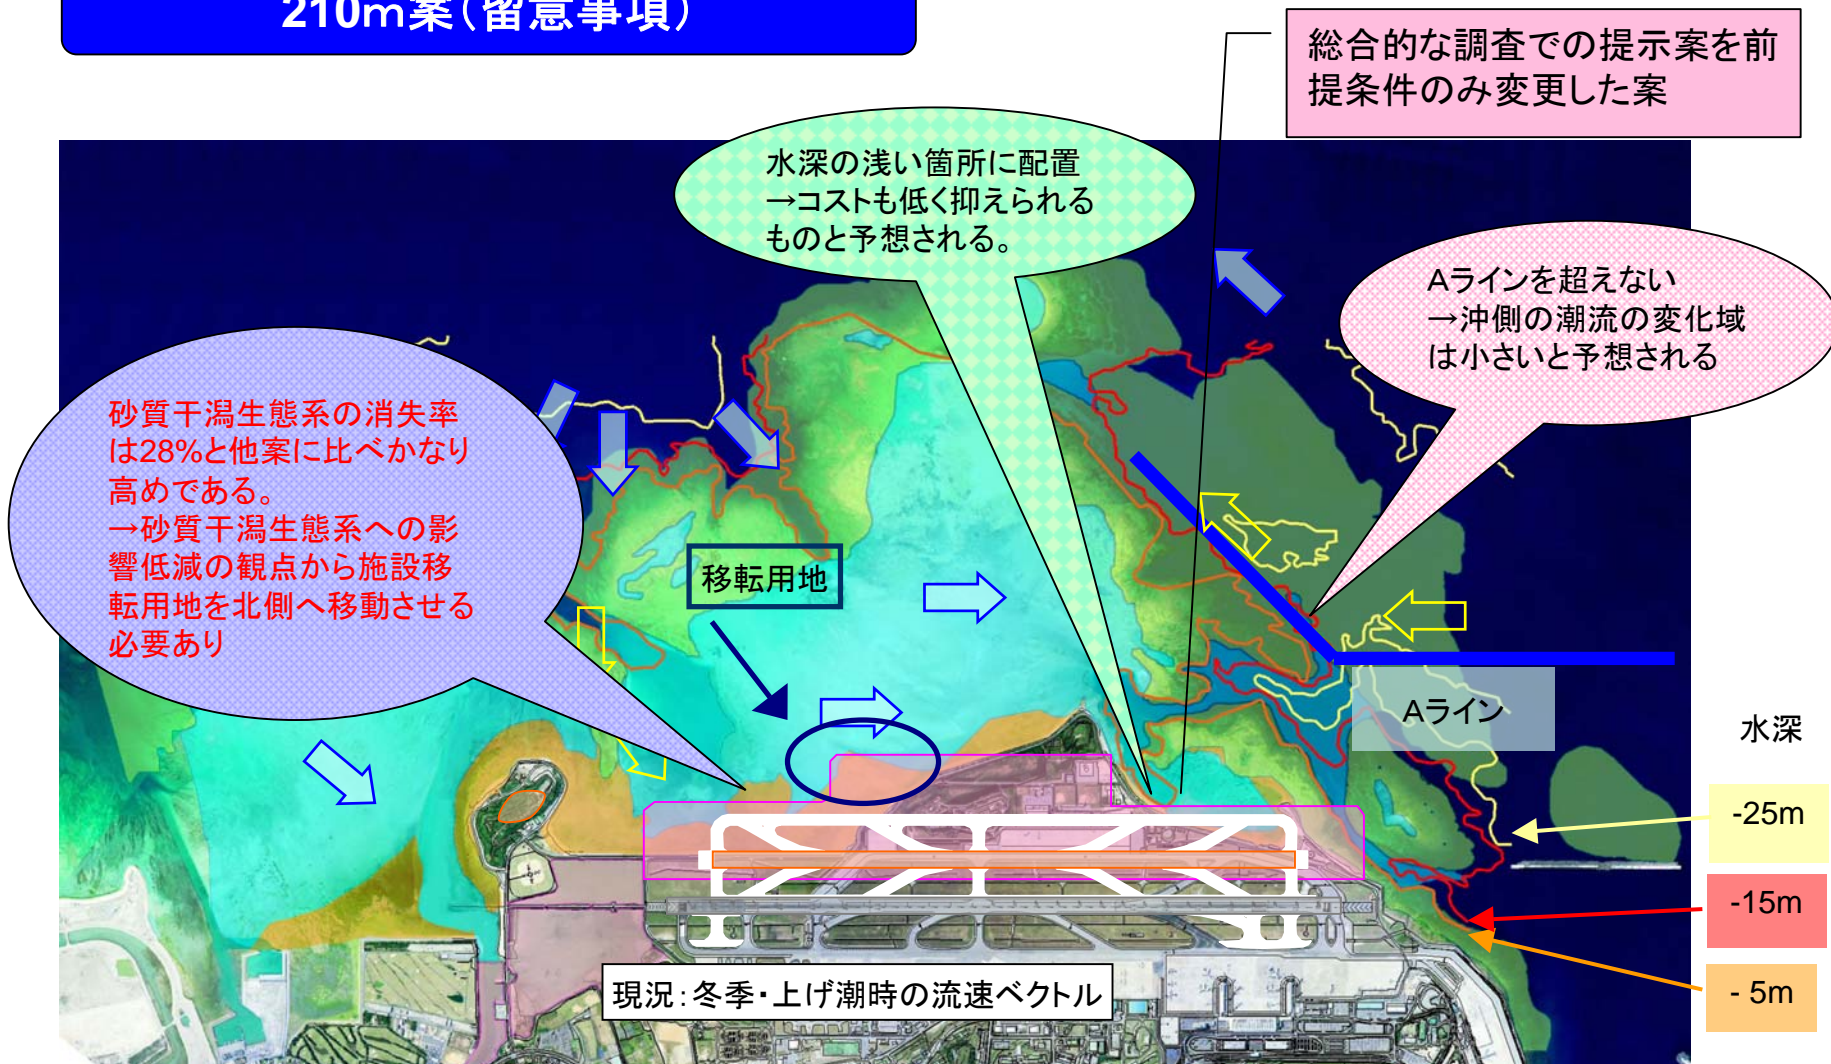 210m案（留意事項）
総合的な調査での提示案を前
提条件のみ変更した案
水深の浅い箇所に配置
→コストも低く抑えられる
ものと予想される。
Aラインを超えない
→沖側の潮流の変化域
は小さいと予想される
砂質干潟生態系の消失率
は28%と他案に比べかなり
高めである。
→砂質干潟生態系への影
響低減の観点から施設移
転用地を北側へ移動させる
必要あり
移転用地
Aライン
水深
-25m
-15m
- 5m
現況：冬季・上げ潮時の流速ベクトル